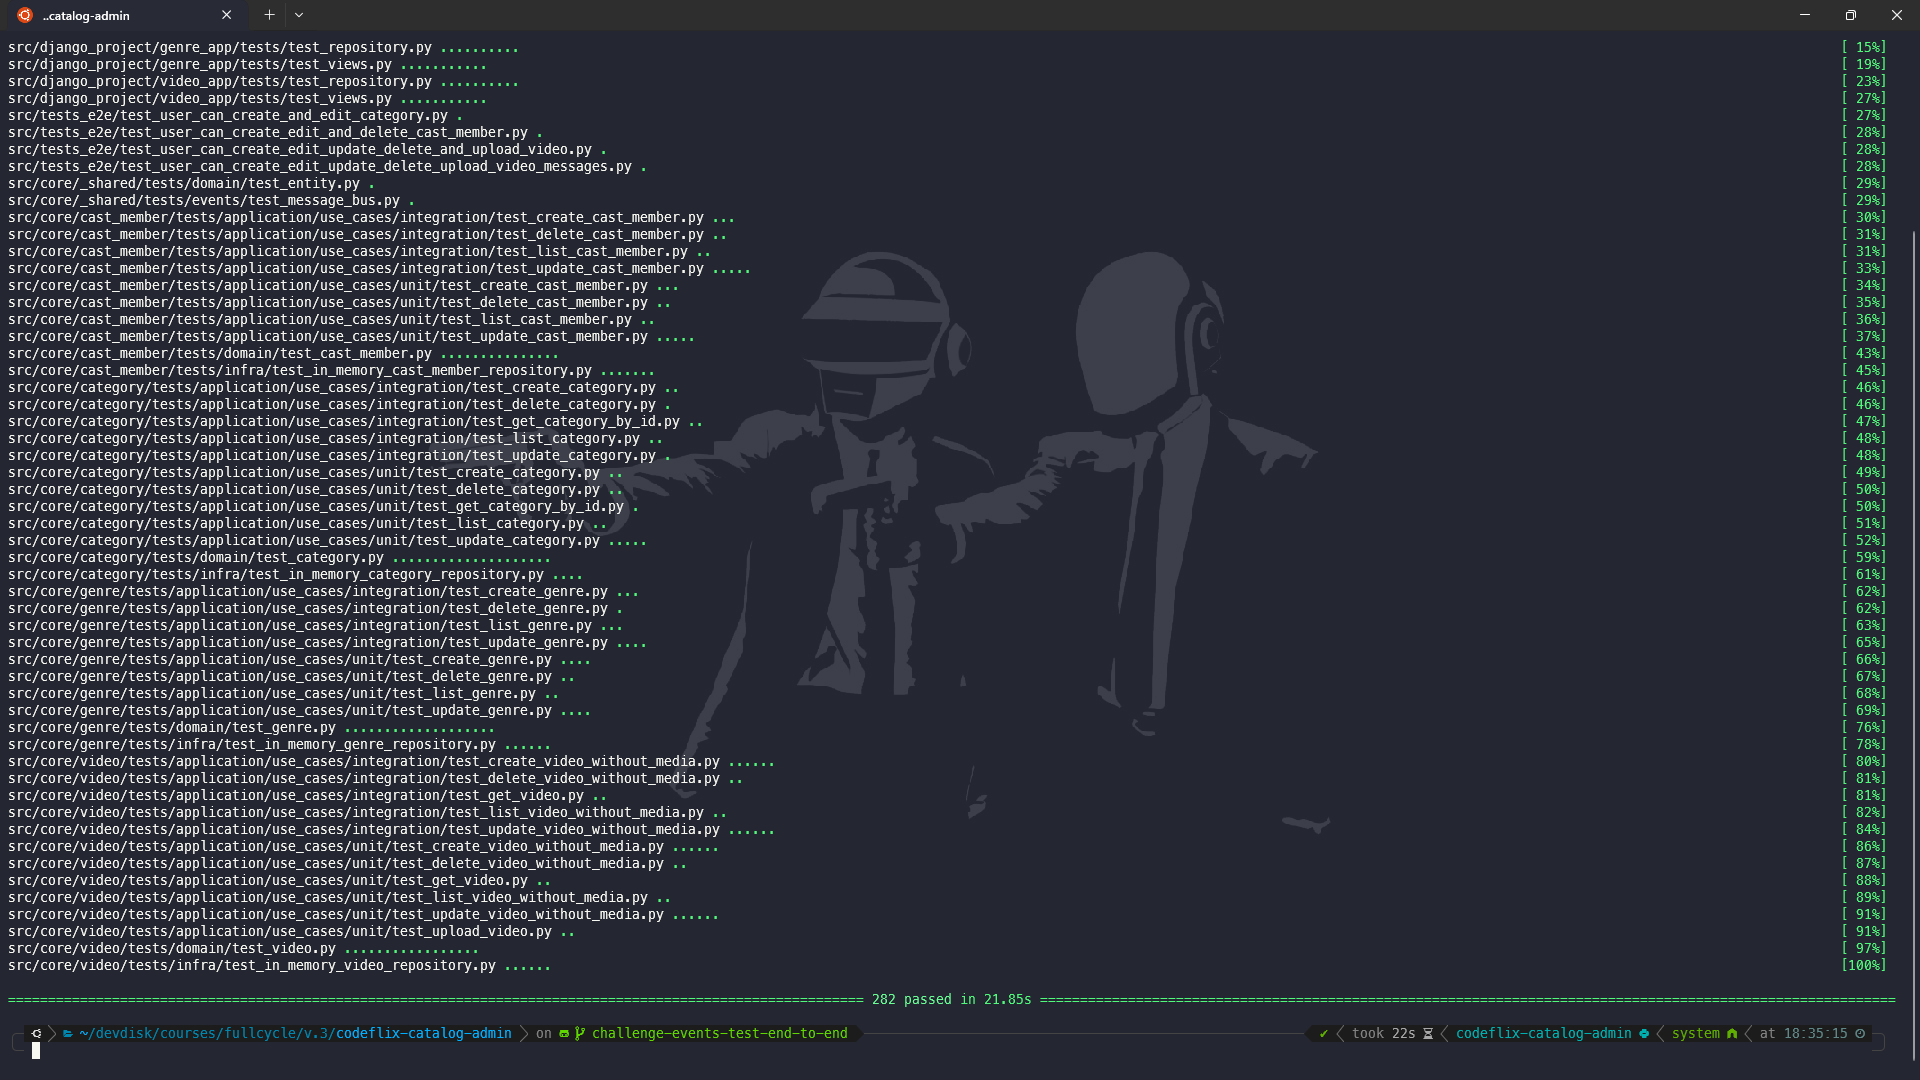 ..catalog-admin
src/django_project/genre_app/tests/test_repository.py .......... [ 15%]
src/django_project/genre_app/tests/test_views.py ........... [ 19%]
src/django_project/video_app/tests/test_repository.py .......... [ 23%]
src/django_project/video_app/tests/test_views.py ........... [ 27%]
src/tests_e2e/test_user_can_create_and_edit_category.py . [ 27%]
src/tests_e2e/test_user_can_create_edit_and_delete_cast_member.py . [ 28%]
src/tests_e2e/test_user_can_create_edit_update_delete_and_upload_video.py . [ 28%]
src/tests_e2e/test_user_can_create_edit_update_delete_upload_video_messages.py . [ 28%]
src/core/_shared/tests/domain/test_entity.py . [ 29%]
src/core/_shared/tests/events/test_message_bus.py . [ 29%]
src/core/cast_member/tests/application/use_cases/integration/test_create_cast_member.py ... [ 30%]
src/core/cast_member/tests/application/use_cases/integration/test_delete_cast_member.py .. [ 31%]
src/core/cast_member/tests/application/use_cases/integration/test_list_cast_member.py .. [ 31%]
src/core/cast_member/tests/application/use_cases/integration/test_update_cast_member.py ..... [ 33%]
src/core/cast_member/tests/application/use_cases/unit/test_create_cast_member.py ... [ 34%]
src/core/cast_member/tests/application/use_cases/unit/test_delete_cast_member.py .. [ 35%]
src/core/cast_member/tests/application/use_cases/unit/test_list_cast_member.py .. [ 36%]
src/core/cast_member/tests/application/use_cases/unit/test_update_cast_member.py ..... [ 37%]
src/core/cast_member/tests/domain/test_cast_member.py ............... [ 43%]
src/core/cast_member/tests/infra/test_in_memory_cast_member_repository.py ....... [ 45%]
src/core/category/tests/application/use_cases/integration/test_create_category.py .. [ 46%]
src/core/category/tests/application/use_cases/integration/test_delete_category.py . [ 46%]
src/core/category/tests/application/use_cases/integration/test_get_category_by_id.py .. [ 47%]
src/core/category/tests/application/use_cases/integration/test_list_category.py .. [ 48%]
src/core/category/tests/application/use_cases/integration/test_update_category.py . [ 48%]
src/core/category/tests/application/use_cases/unit/test_create_category.py .. [ 49%]
src/core/category/tests/application/use_cases/unit/test_delete_category.py .. [ 50%]
src/core/category/tests/application/use_cases/unit/test_get_category_by_id.py . [ 50%]
src/core/category/tests/application/use_cases/unit/test_list_category.py .. [ 51%]
src/core/category/tests/application/use_cases/unit/test_update_category.py ..... [ 52%]
src/core/category/tests/domain/test_category.py .................... [ 59%]
src/core/category/tests/infra/test_in_memory_category_repository.py .... [ 61%]
src/core/genre/tests/application/use_cases/integration/test_create_genre.py ... [ 62%]
src/core/genre/tests/application/use_cases/integration/test_delete_genre.py . [ 62%]
src/core/genre/tests/application/use_cases/integration/test_list_genre.py ... [ 63%]
src/core/genre/tests/application/use_cases/integration/test_update_genre.py .... [ 65%]
src/core/genre/tests/application/use_cases/unit/test_create_genre.py .... [ 66%]
src/core/genre/tests/application/use_cases/unit/test_delete_genre.py .. [ 67%]
src/core/genre/tests/application/use_cases/unit/test_list_genre.py .. [ 68%]
src/core/genre/tests/application/use_cases/unit/test_update_genre.py .... [ 69%]
src/core/genre/tests/domain/test_genre.py ................... [ 76%]
src/core/genre/tests/infra/test_in_memory_genre_repository.py ...... [ 78%]
src/core/video/tests/application/use_cases/integration/test_create_video_without_media.py ...... [ 80%]
src/core/video/tests/application/use_cases/integration/test_delete_video_without_media.py .. [ 81%]
src/core/video/tests/application/use_cases/integration/test_get_video.py .. [ 81%]
src/core/video/tests/application/use_cases/integration/test_list_video_without_media.py .. [ 82%]
src/core/video/tests/application/use_cases/integration/test_update_video_without_media.py ...... [ 84%]
src/core/video/tests/application/use_cases/unit/test_create_video_without_media.py ...... [ 86%]
src/core/video/tests/application/use_cases/unit/test_delete_video_without_media.py .. [ 87%]
src/core/video/tests/application/use_cases/unit/test_get_video.py .. [ 88%]
src/core/video/tests/application/use_cases/unit/test_list_video_without_media.py .. [ 89%]
src/core/video/tests/application/use_cases/unit/test_update_video_without_media.py ...... [ 91%]
src/core/video/tests/application/use_cases/unit/test_upload_video.py .. [ 91%]
src/core/video/tests/domain/test_video.py ................. [ 97%]
src/core/video/tests/infra/test_in_memory_video_repository.py ...... [100%]
282 passed in 21.85s
~/devdisk/courses/fullcycle/v.3/codeflix-catalog-admin on challenge-events-test-end-to-end ✔ took 22s codeflix-catalog-admin system at 18:35:15